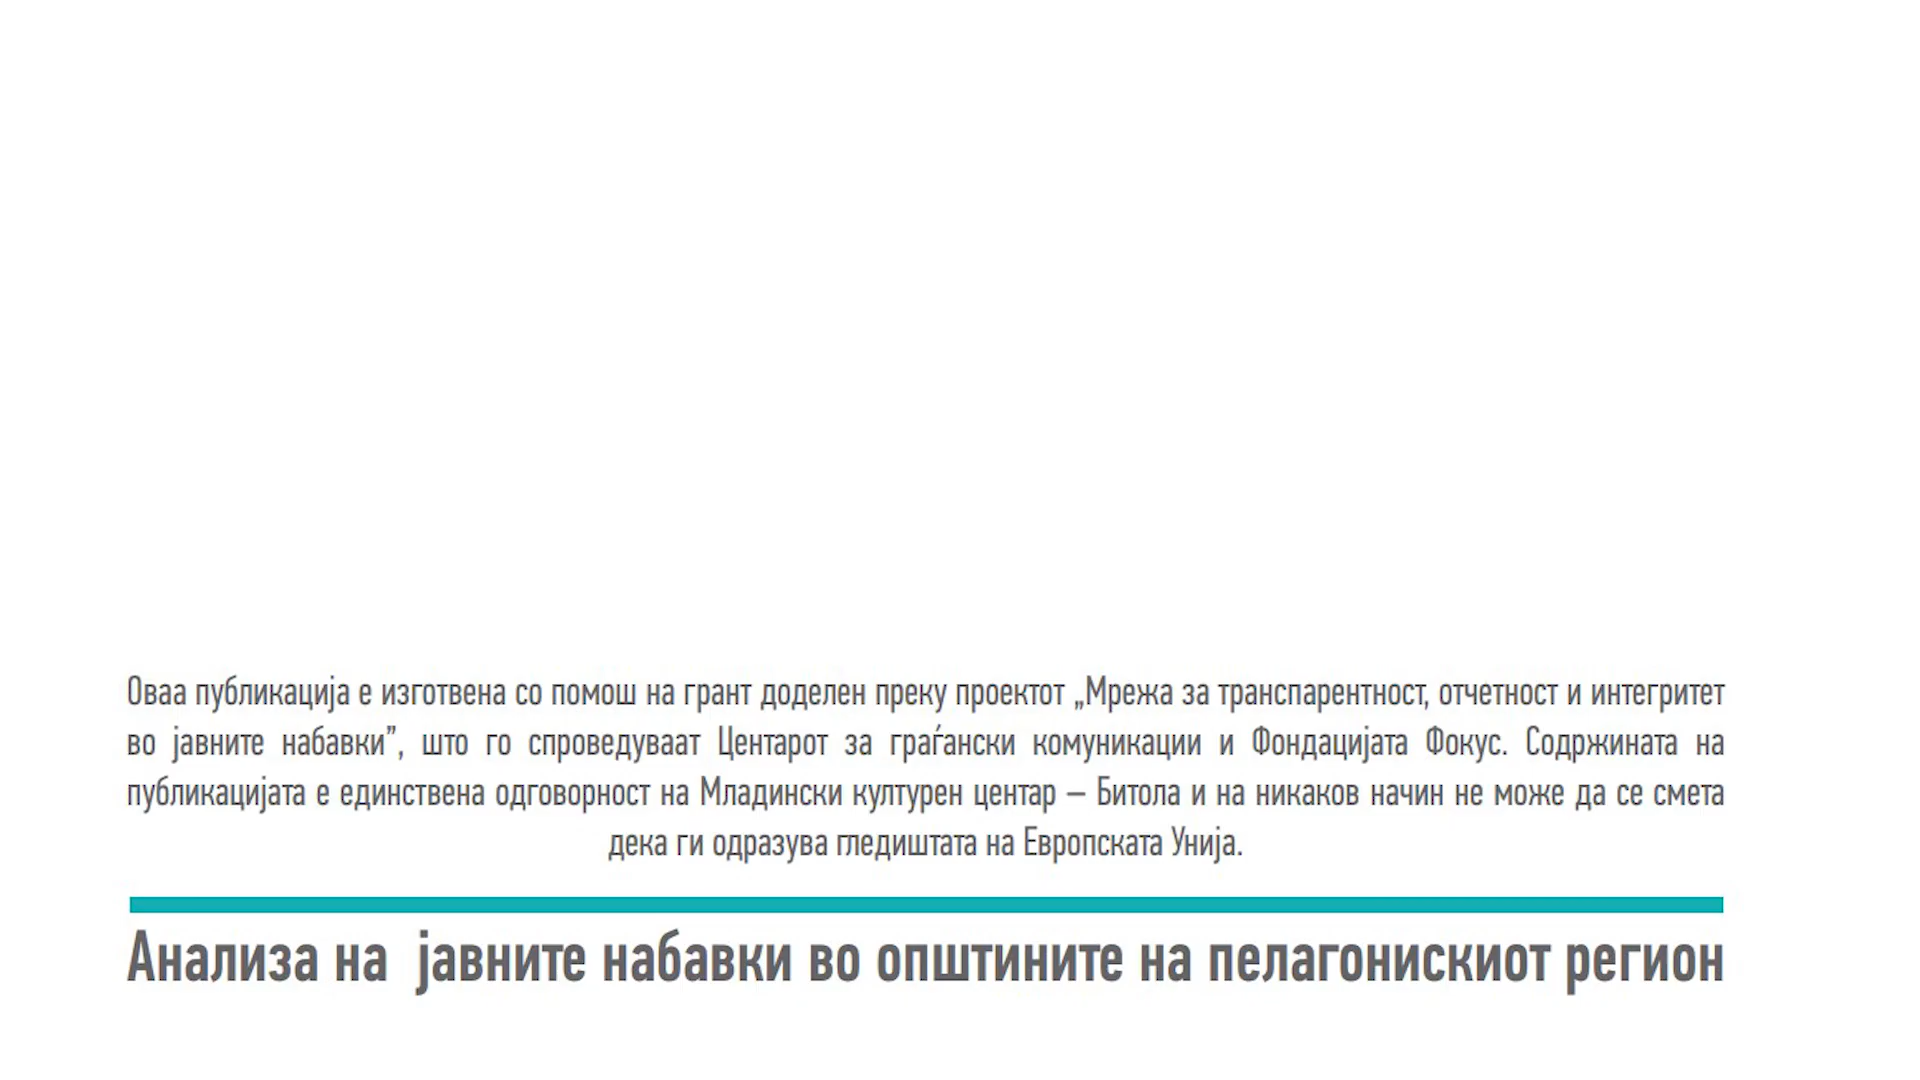 Оваа публикација е изготвена со помош на грант доделен преку проектот „Мрежа за транспарентност, отчетност и интегритет
во јавните набавки”, што го спроведуваат Центарот за граѓански комуникации и Фондацијата Фокус. Содржината на
публикацијата е единствена одговорност на Младински културен центар – Битола и на никаков начин не може да се смета
дека ги одразува гледиштата на Европската Унија.
Анализа на јавните набавки во општините на пелагонискиот регион